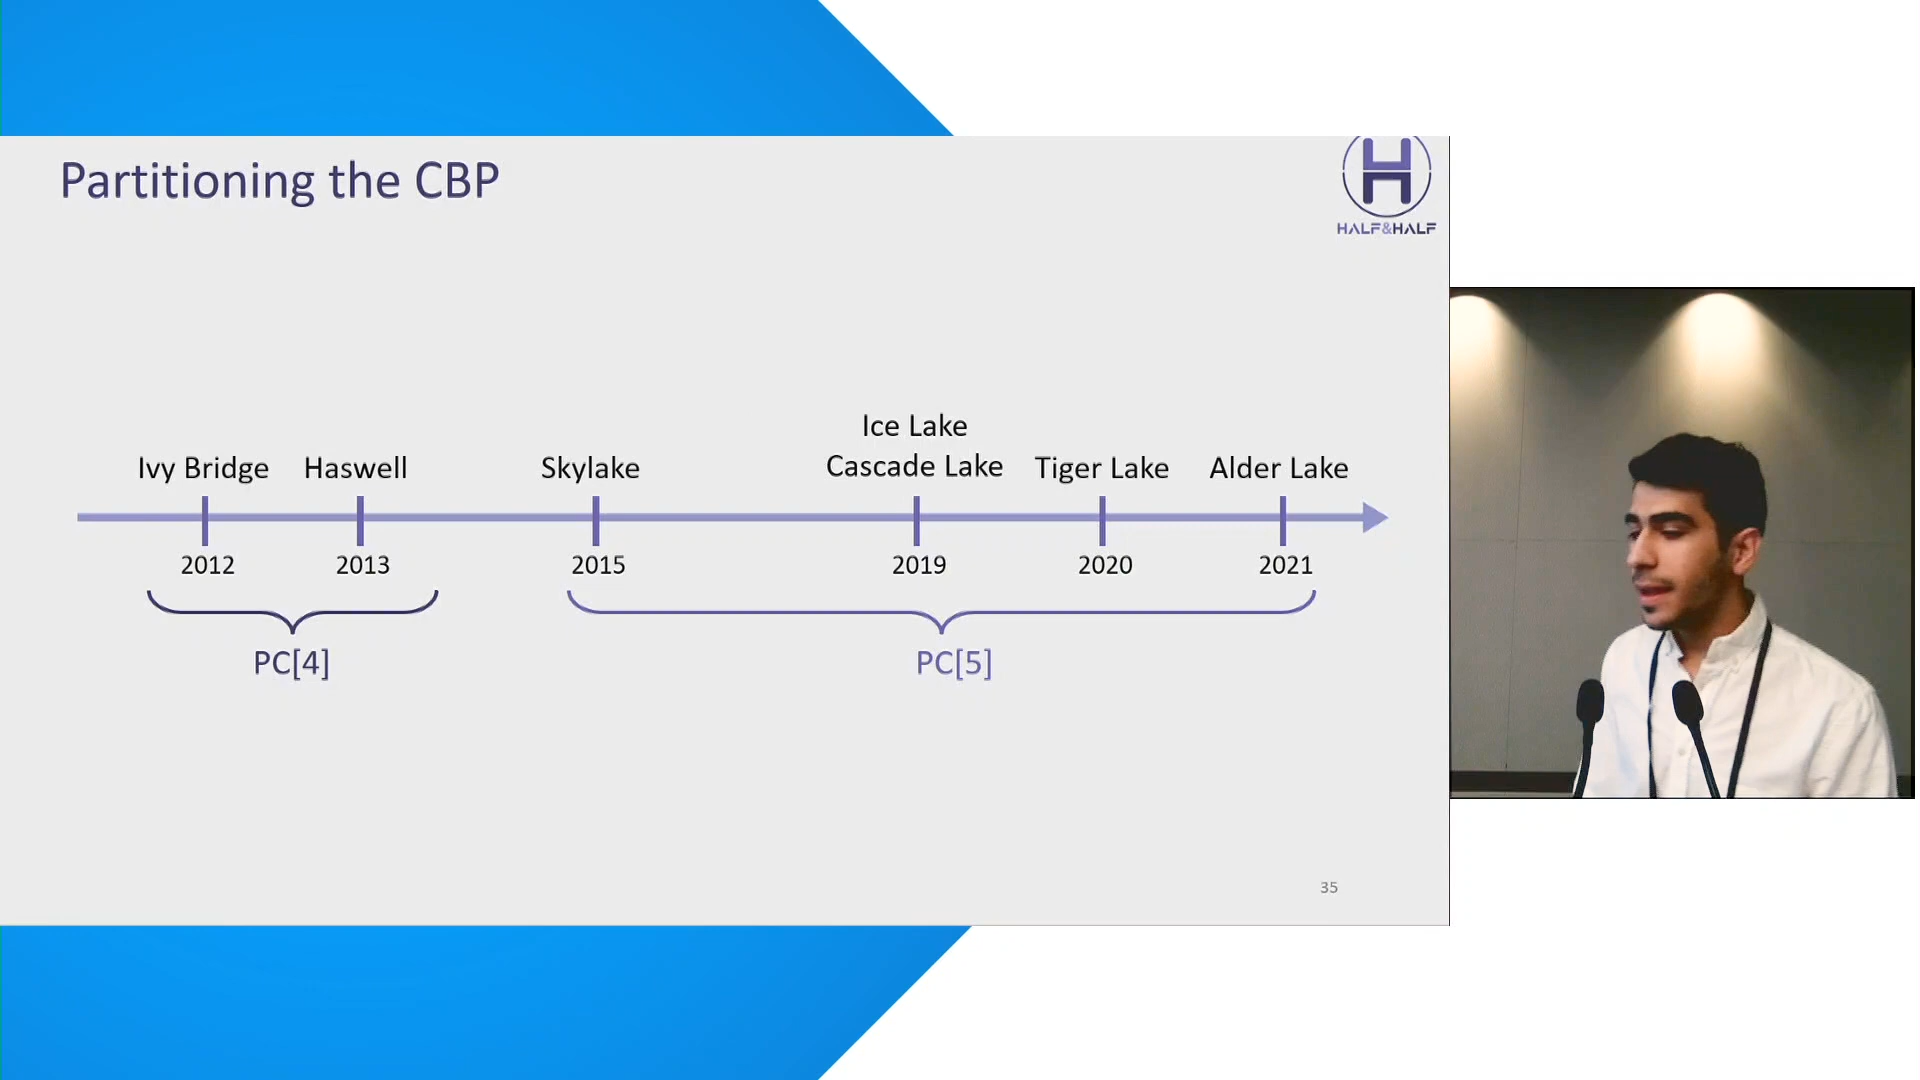 Partitioning the CBP
HALF&HALF
Ice Lake
Ivy Bridge Haswell Skylake Cascade Lake Tiger Lake Alder Lake
2012 2013 2015 2019 2020 2021
PC[4] PC[5]
35